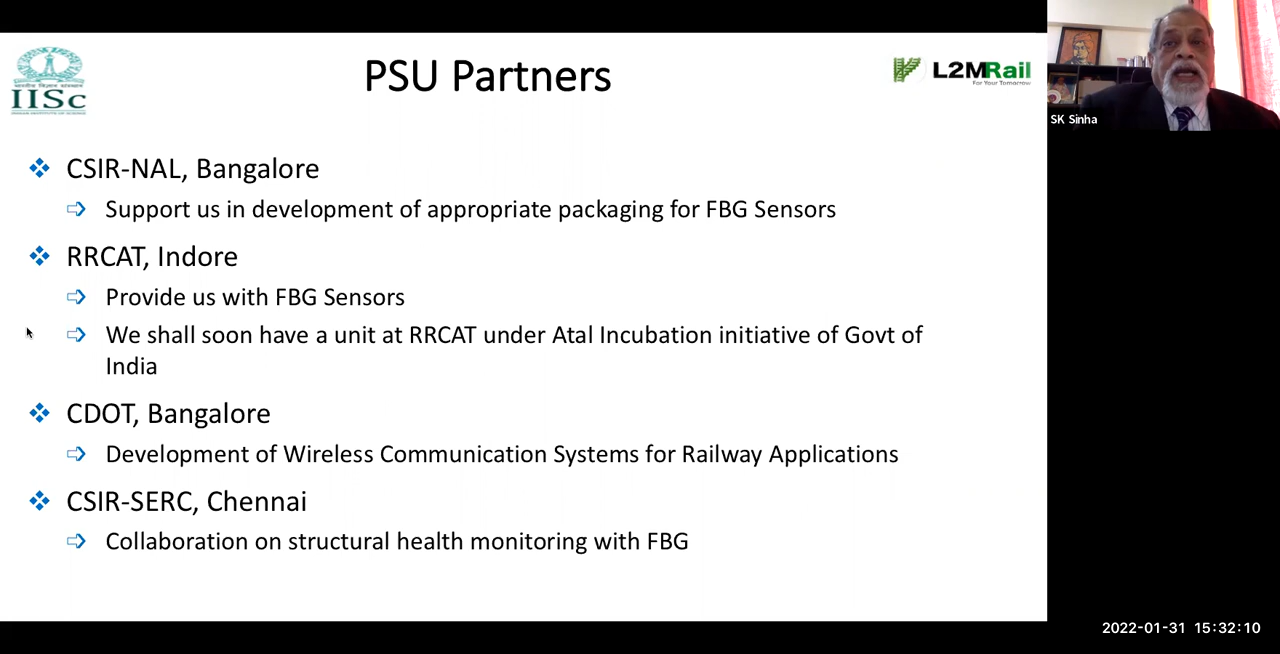 IISc
PSU Partners
L2MRail
For Your Tomorrow
SK Sinha
CSIR-NAL, Bangalore
Support us in development of appropriate packaging for FBG Sensors
RRCAT, Indore
Provide us with FBG Sensors
We shall soon have a unit at RRCAT under Atal Incubation initiative of Govt of
India
CDOT, Bangalore
Development of Wireless Communication Systems for Railway Applications
CSIR-SERC, Chennai
Collaboration on structural health monitoring with FBG
2022-01-31 15:32:10